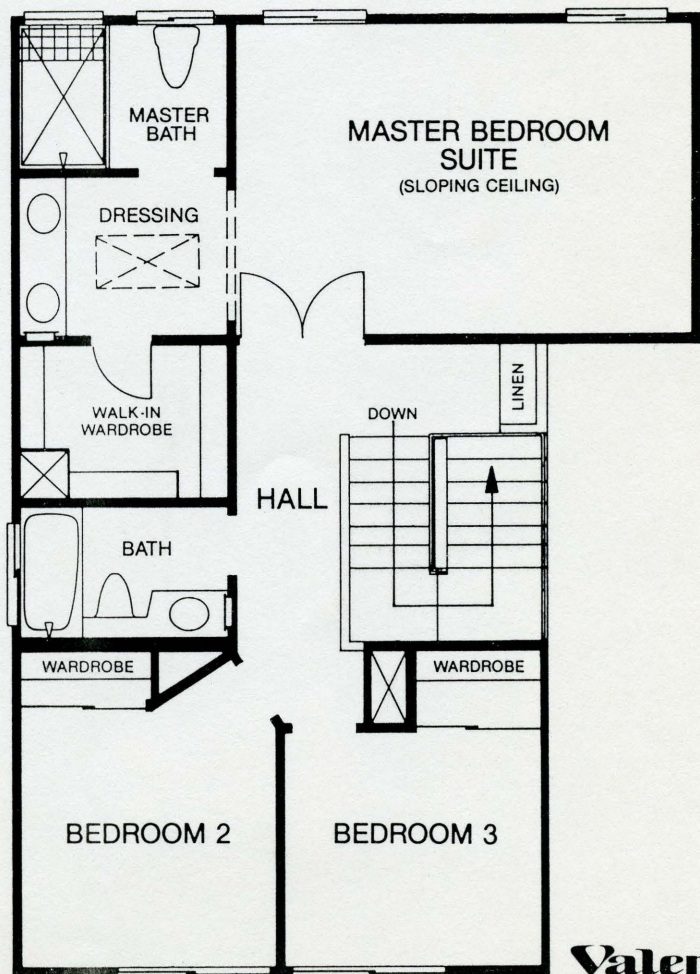 MASTER
BATH
MASTER BEDROOM
SUITE
(SLOPING CEILING)
DRESSING
WALK-IN
WARDROBE
DOWN
LINEN
HALL
BATH
WARDROBE
WARDROBE
BEDROOM 2
BEDROOM 3